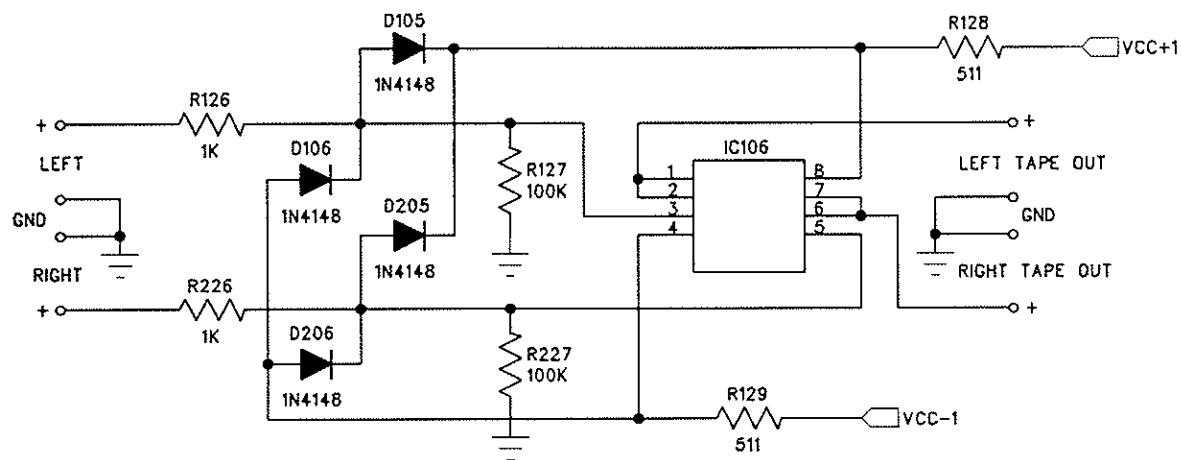 D105
R128
1N4148
511
VCC+1
R126
+
+
1K
D106
IC106
LEFT
R127
100K
1
8
LEFT TAPE OUT
2
7
1N4148
D205
3
6
GND
GND
4
5
1N4148
RIGHT
R226
RIGHT TAPE OUT
+
+
1K
D206
R227
100K
1N4148
R129
VCC-1
511